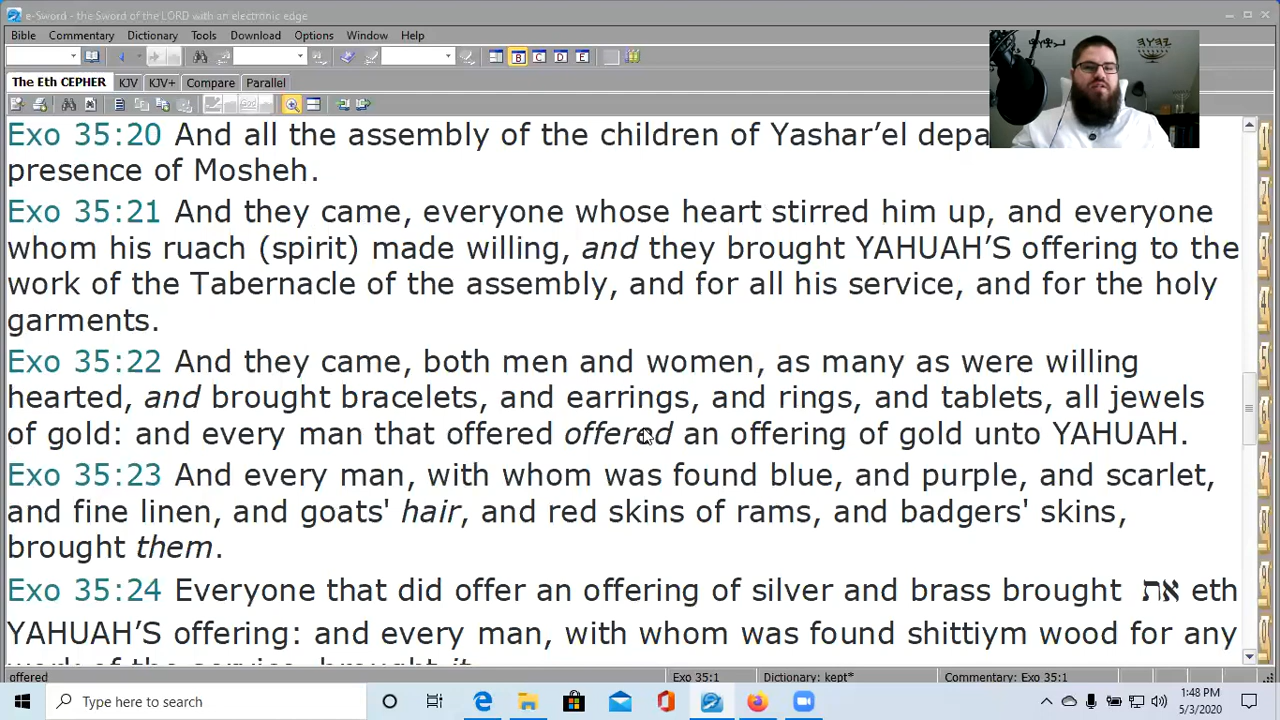 e-Sword - the Sword of the LORD with an electronic edge
Bible Commentary Dictionary Tools Download Options Window Help
B C D E
The Eth CEPHER KJV KJV+ Compare Parallel
Exo 35:20 And all the assembly of the children of Yashar’el depa
presence of Mosheh.
Exo 35:21 And they came, everyone whose heart stirred him up, and everyone
whom his ruach (spirit) made willing, and they brought YAHUAH’S offering to the
work of the Tabernacle of the assembly, and for all his service, and for the holy
garments.
Exo 35:22 And they came, both men and women, as many as were willing
hearted, and brought bracelets, and earrings, and rings, and tablets, all jewels
of gold: and every man that offered offered an offering of gold unto YAHUAH.
Exo 35:23 And every man, with whom was found blue, and purple, and scarlet,
and fine linen, and goats' hair, and red skins of rams, and badgers' skins,
brought them.
Exo 35:24 Everyone that did offer an offering of silver and brass brought את eth
YAHUAH’S offering: and every man, with whom was found shittiym wood for any
work of the service, brought it
offered Exo 35:1 Dictionary: kept* Commentary: Exo 35:1
Type here to search
1:48 PM
5/3/2020